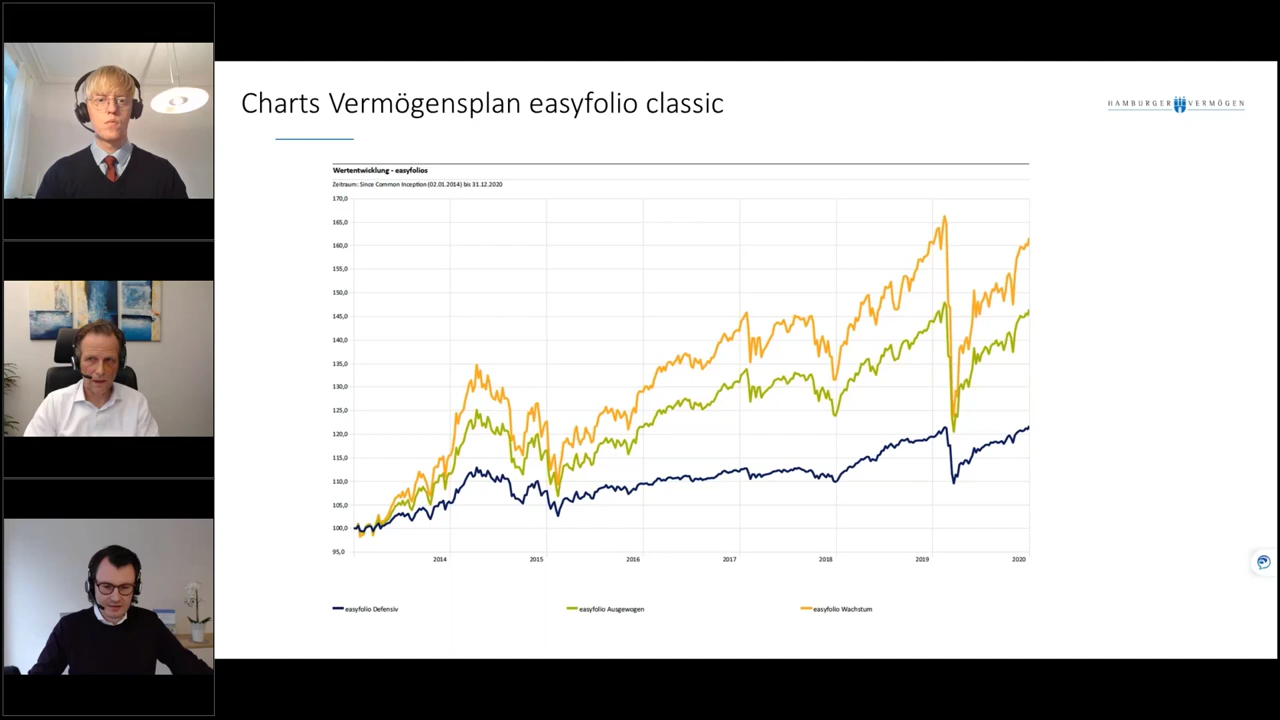 Charts Vermögensplan easyfolio classic
HAMBURGER VERMÖGEN
Wertentwicklung - easyfolios
Zeitraum: Since Common Inception (02.01.2014) bis 31.12.2020
170,0
165,0
160,0
155,0
150,0
145,0
140,0
135,0
130,0
125,0
120,0
115,0
110,0
105,0
100,0
95,0
2014 2015 2016 2017 2018 2019 2020
easyfolio Defensiv easyfolio Ausgewogen easyfolio Wachstum